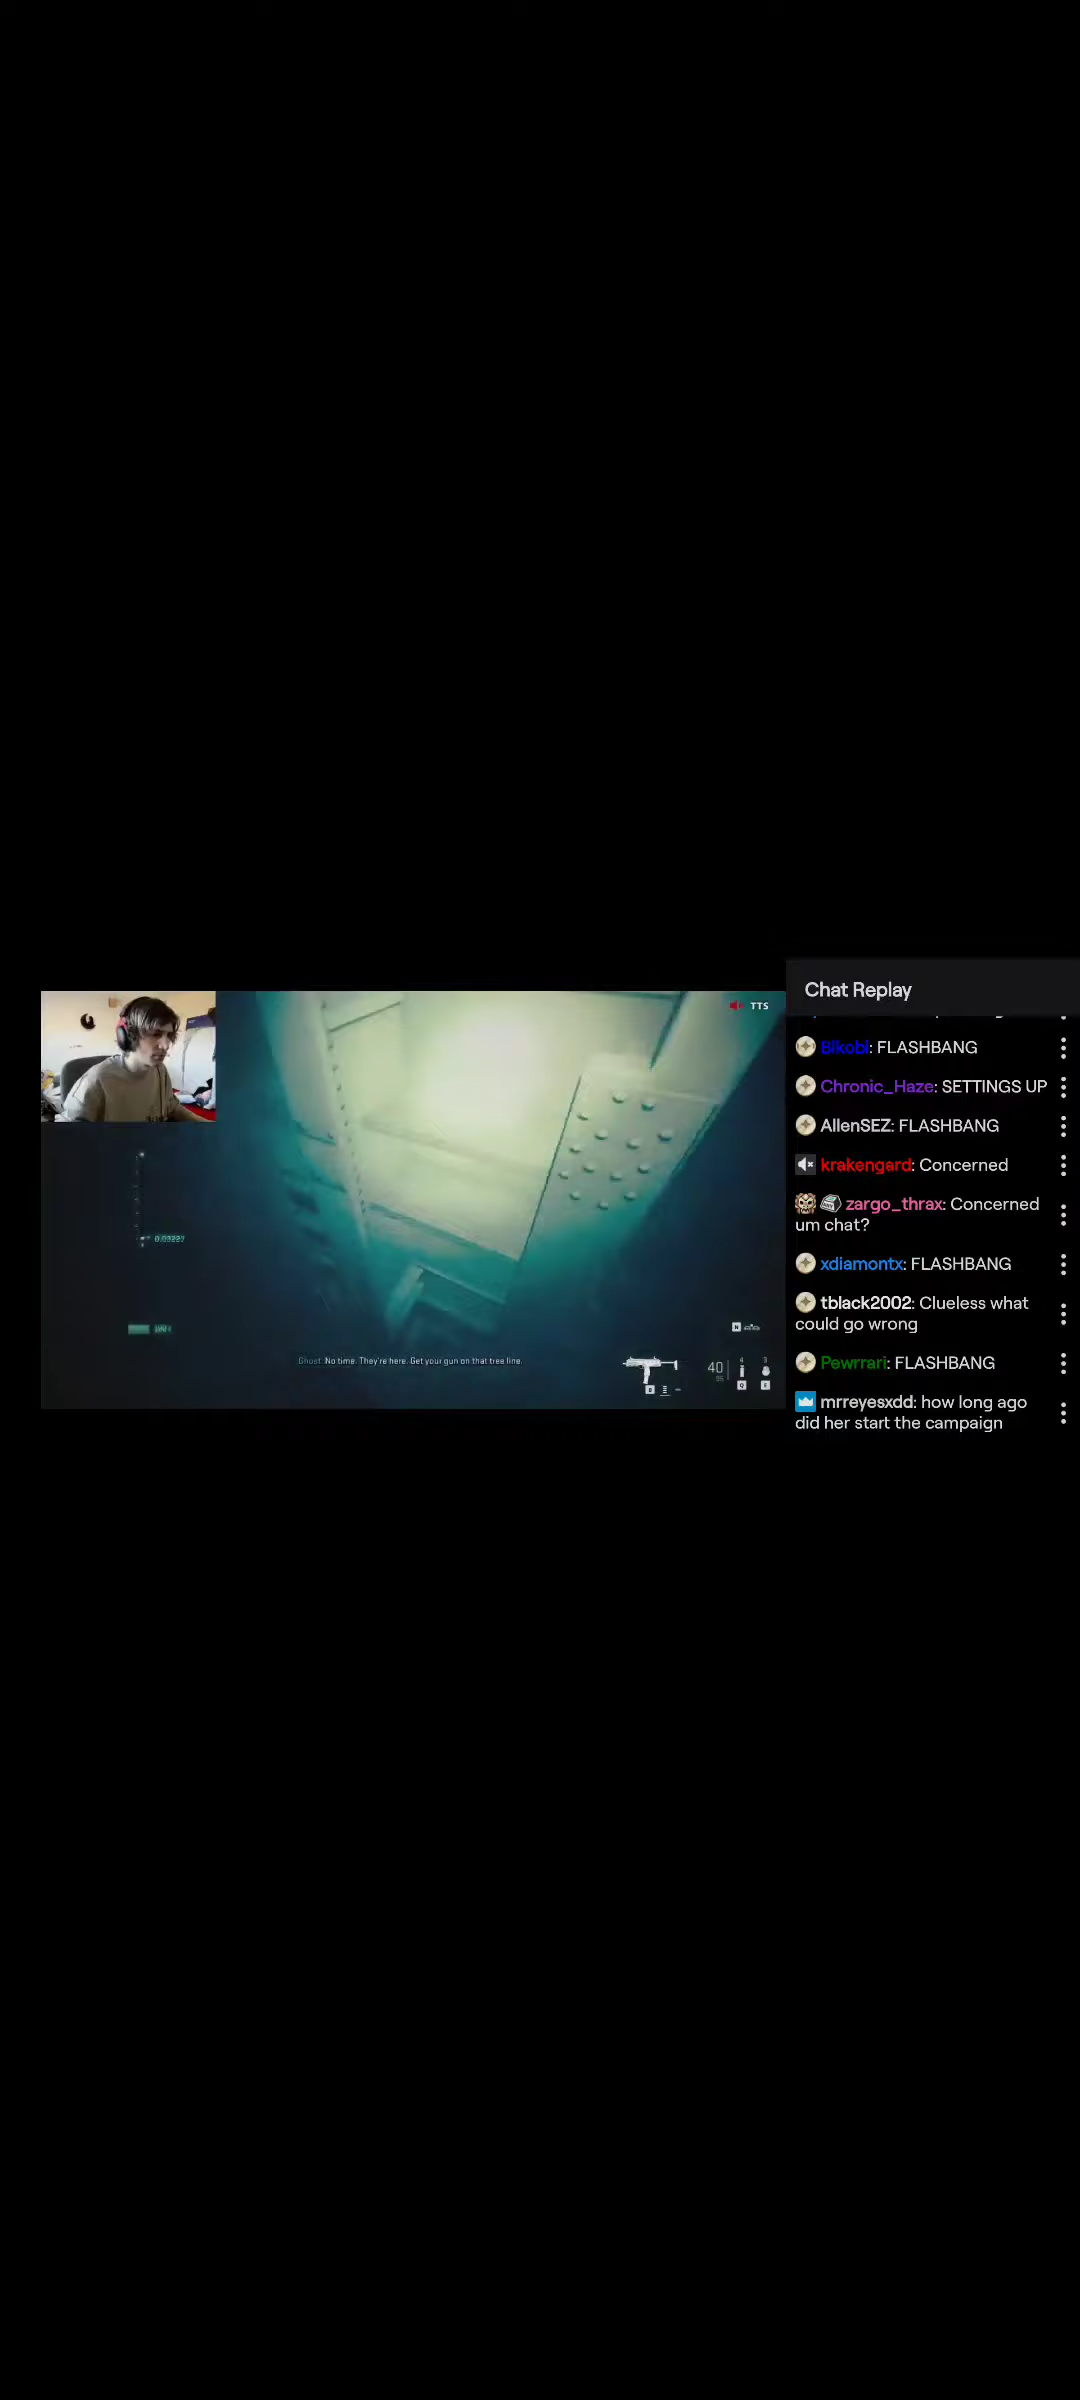 Chat Replay
TTS
Bikobi: FLASHBANG
Chronic_Haze: SETTINGS UP
AllenSEZ: FLASHBANG
krakengard: Concerned
zargo_thrax: Concerned
um chat?
xdiamontx: FLASHBANG
tblack2002: Clueless what
could go wrong
Pewrrari: FLASHBANG
mrreyesxdd: how long ago
did her start the campaign
Ghost: No time. They're here. Get your gun on that tree line.
40